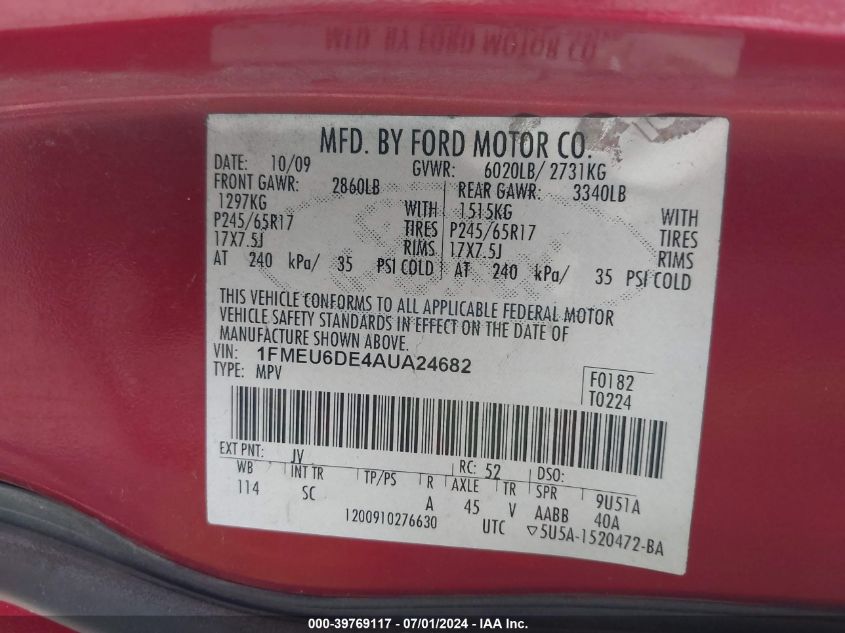 MFD. BY FORD MOTOR CO.
MFD. BY FORD MOTOR CO.
DATE: 10/09 GVWR: 6020LB/ 2731KG
FRONT GAWR: 2860LB REAR GAWR: 3340LB
1297KG WITH 1515KG WITH
P245/65R17 TIRES P245/65R17 TIRES
17X7.5J RIMS 17X7.5J RIMS
AT 240 kPa/ 35 PSI COLD AT 240 kPa/ 35 PSI COLD
THIS VEHICLE CONFORMS TO ALL APPLICABLE FEDERAL MOTOR
VEHICLE SAFETY STANDARDS IN EFFECT ON THE DATE OF
MANUFACTURE SHOWN ABOVE.
VIN: 1FMEU6DE4AUA24682
TYPE: MPV
F0182
T0224
EXT PNT: JV RC: 52 DSO:
WB INT TR TP/PS R AXLE TR SPR 9U51A
114 SC A 45 V AABB 40A
1200910276630 UTC ▽5U5A-1520472-BA
000-39769117 - 07/01/2024 - IAA Inc.